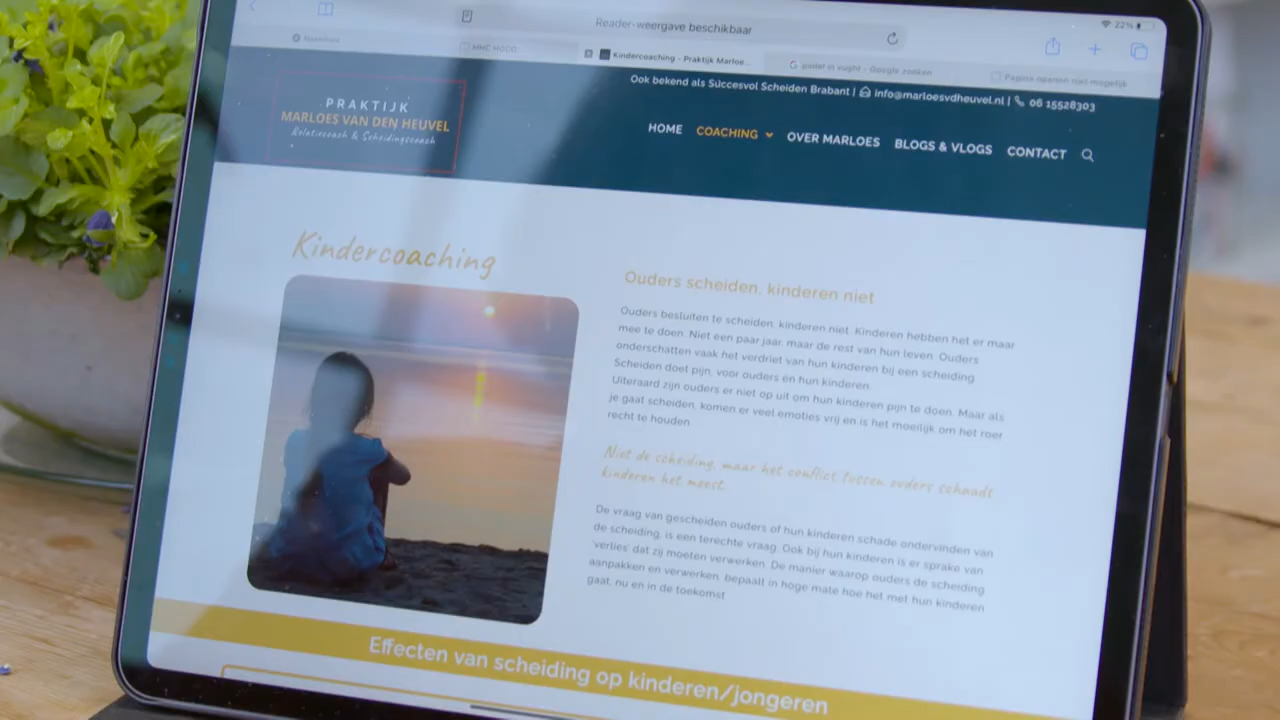 Reader-weergave beschikbaar
22%
MMC HOCO
Kindercoaching - Praktijk Marloe...
in vught - Google zoeken
Pagina openen niet mogelijk
Ook bekend als Succesvol Scheiden Brabant | info@marloesvdheuvel.nl | 06 15528303
PRAKTIJK
MARLOES VAN DEN HEUVEL
Relatiecoach & Scheidingscoach
HOME COACHING OVER MARLOES BLOGS & VLOGS CONTACT
Kindercoaching
Ouders scheiden, kinderen niet
Ouders besluiten te scheiden, kinderen niet. Kinderen hebben het er maar
mee te doen. Niet een paar jaar, maar de rest van hun leven. Ouders
onderschatten vaak het verdriet van hun kinderen bij een scheiding.
Scheiden doet pijn, voor ouders én hun kinderen.
Uiteraard zijn ouders er niet op uit om hun kinderen pijn te doen. Maar als
je gaat scheiden, komen er veel emoties vrij en is het moeilijk om het roer
recht te houden.
Niet de scheiding, maar het conflict tussen ouders schaadt
kinderen het meest.
De vraag van gescheiden ouders of hun kinderen schade ondervinden van
de scheiding, is een terechte vraag. Ook bij hun kinderen is er sprake van
'verlies' dat zij moeten verwerken. De manier waarop ouders de scheiding
aanpakken en verwerken, bepaalt in hoge mate hoe het met hun kinderen
gaat, nu en in de toekomst.
Effecten van scheiding op kinderen/jongeren